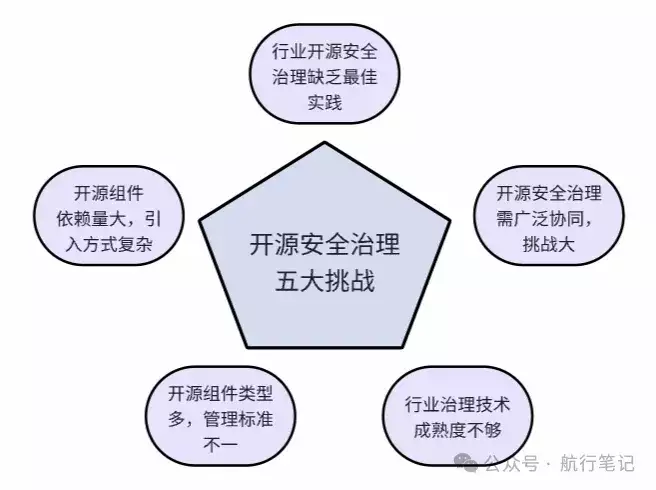 行业开源安全
治理缺乏最佳
实践
开源组件
依赖量大，引
入方式复杂
开源安全治理
需广泛协同，
挑战大
开源安全治理
五大挑战
开源组件类型
多，管理标准
不一
行业治理技术
成熟度不够
公众号 · 航行笔记